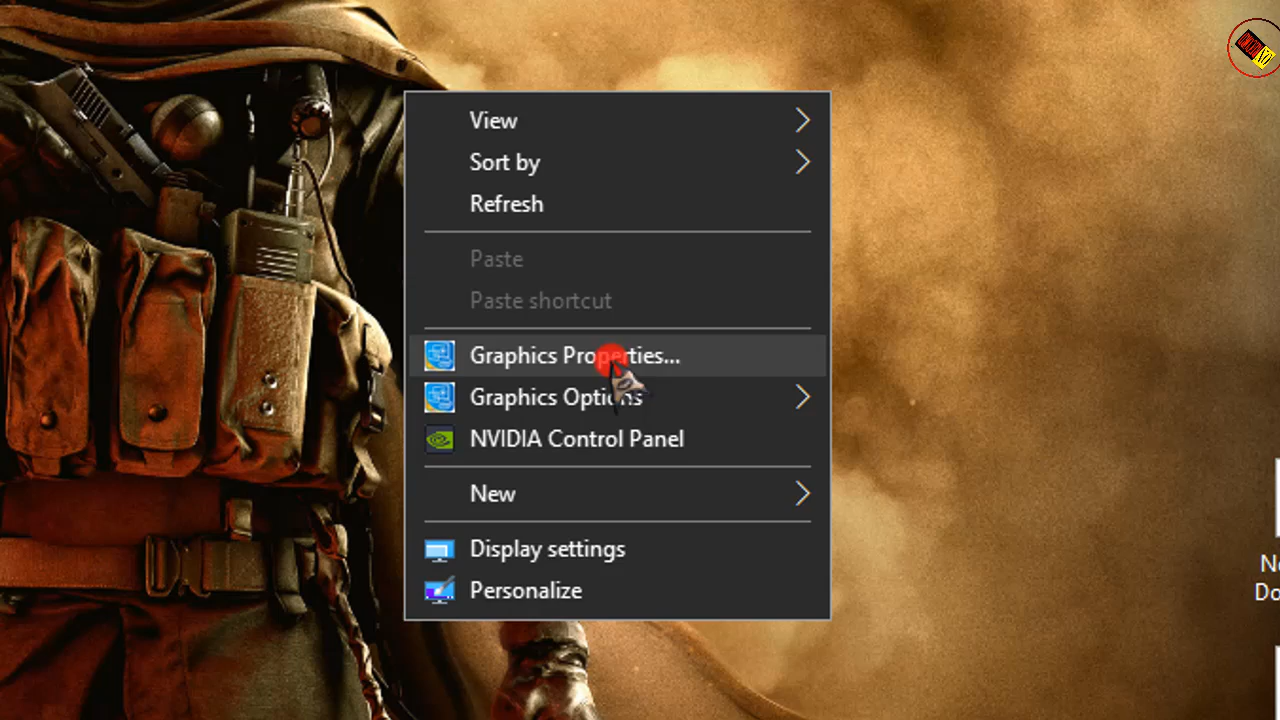 View
Sort by
Refresh
Paste
Paste shortcut
Graphics Properties...
Graphics Options
NVIDIA Control Panel
New
Display settings
Personalize